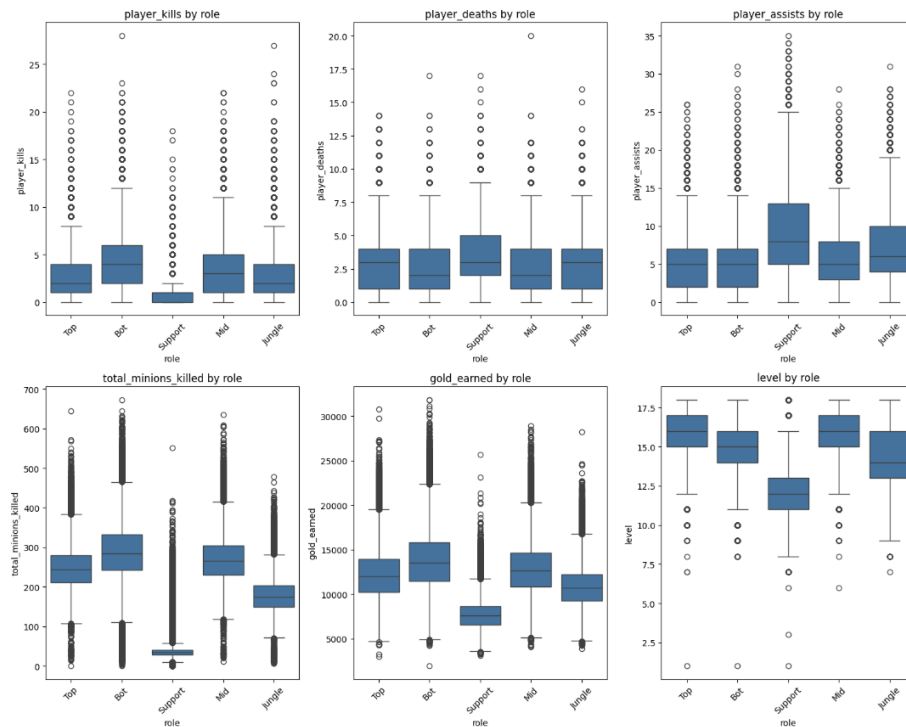 player_kills by role
player_kills
25
20
15
10
5
0
Top
Bot
Support
Mid
Jungle
role
player_deaths by role
player_deaths
20.0
17.5
15.0
12.5
10.0
7.5
5.0
2.5
0.0
Top
Bot
Support
Mid
Jungle
role
player_assists by role
player_assists
35
30
25
20
15
10
5
0
Top
Bot
Support
Mid
Jungle
role
total_minions_killed by role
total_minions_killed
700
600
500
400
300
200
100
0
Top
Bot
Support
Mid
Jungle
role
gold_earned by role
gold_earned
30000
25000
20000
15000
10000
5000
Top
Bot
Support
Mid
Jungle
role
level by role
level
17.5
15.0
12.5
10.0
7.5
5.0
2.5
Top
Bot
Support
Mid
Jungle
role